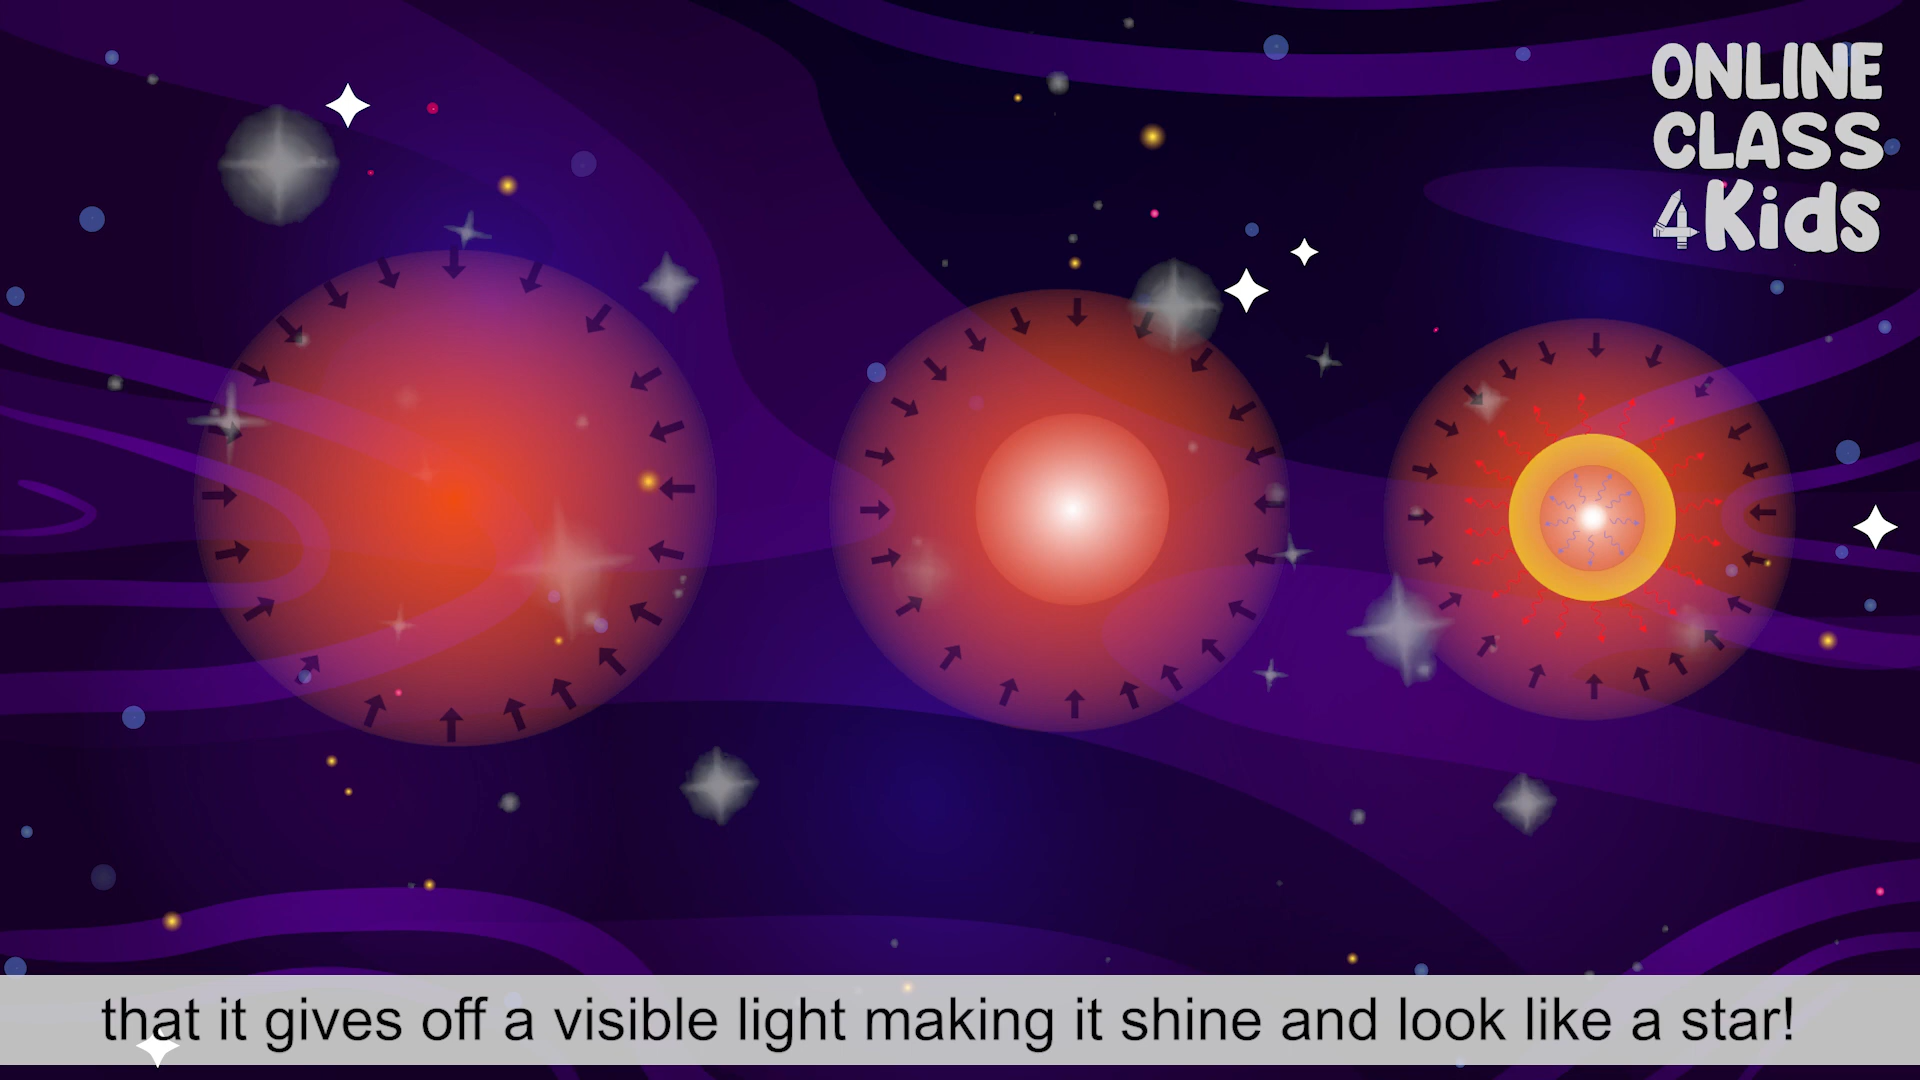 ONLINE
CLASS
4Kids
that it gives off a visible light making it shine and look like a star!